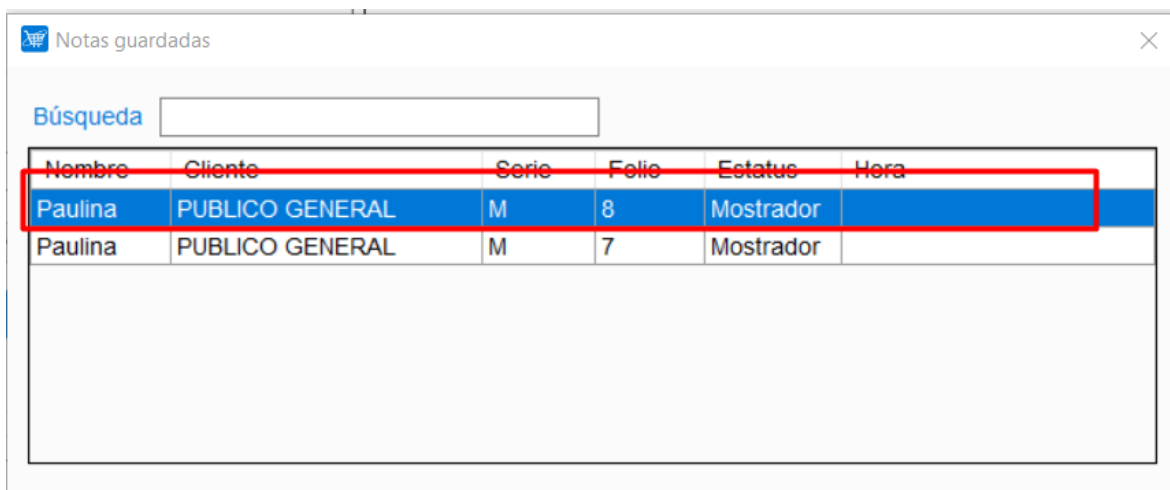 Notas guardadas
Búsqueda
Nombre Cliente Serie Folio Estatus Hora
Paulina PUBLICO GENERAL M 8 Mostrador
Paulina PUBLICO GENERAL M 7 Mostrador